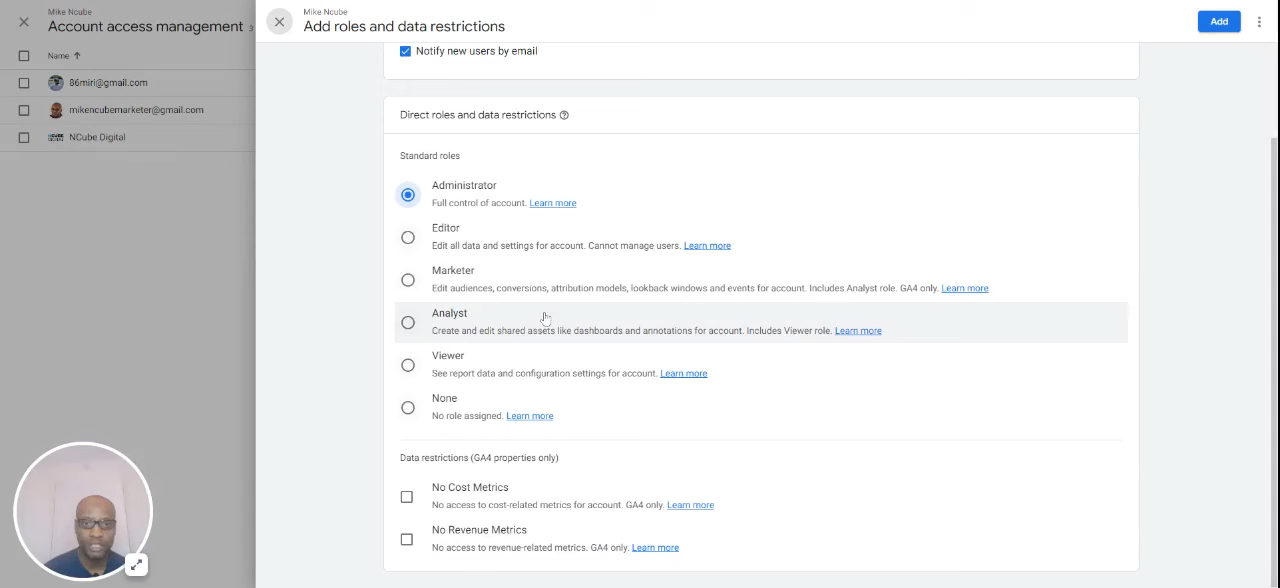 Mike Ncube
Account access management 3
Name
86miri@gmail.com
mikencubemarketer@gmail.com
NCube Digital
Mike Ncube
Add roles and data restrictions
Add
Notify new users by email
Direct roles and data restrictions
Standard roles
Administrator
Full control of account. Learn more
Editor
Edit all data and settings for account. Cannot manage users. Learn more
Marketer
Edit audiences, conversions, attribution models, lookback windows and events for account. Includes Analyst role. GA4 only. Learn more
Analyst
Create and edit shared assets like dashboards and annotations for account. Includes Viewer role. Learn more
Viewer
See report data and configuration settings for account. Learn more
None
No role assigned. Learn more
Data restrictions (GA4 properties only)
No Cost Metrics
No access to cost-related metrics for account. GA4 only. Learn more
No Revenue Metrics
No access to revenue-related metrics. GA4 only. Learn more